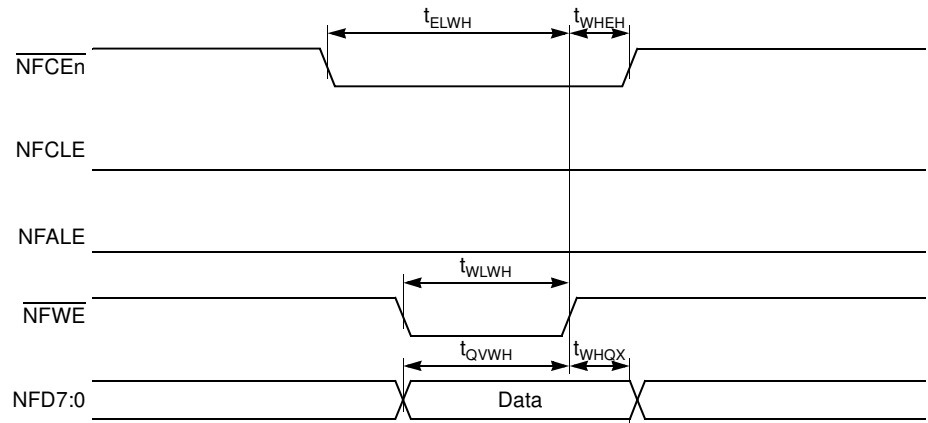 tELWH tWHEH
NFCEn
NFCLE
NFALE
tWLWH
NFWE
tQVWH tWHQX
NFD7:0 Data